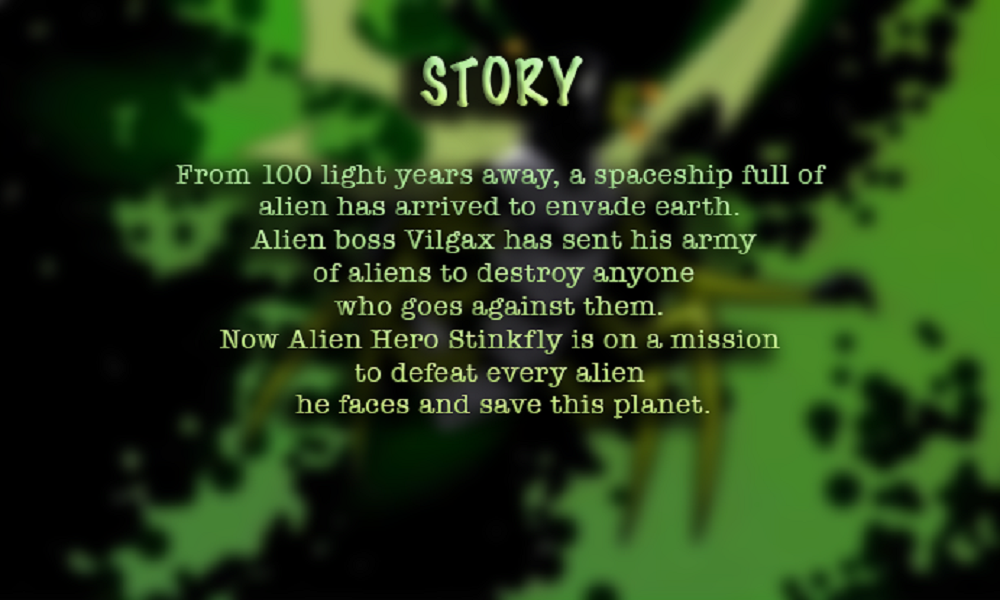 STORY
From 100 light years away, a spaceship full of
alien has arrived to envade earth.
Alien boss Vilgax has sent his army
of aliens to destroy anyone
who goes against them.
Now Alien Hero Stinkfly is on a mission
to defeat every alien
he faces and save this planet.